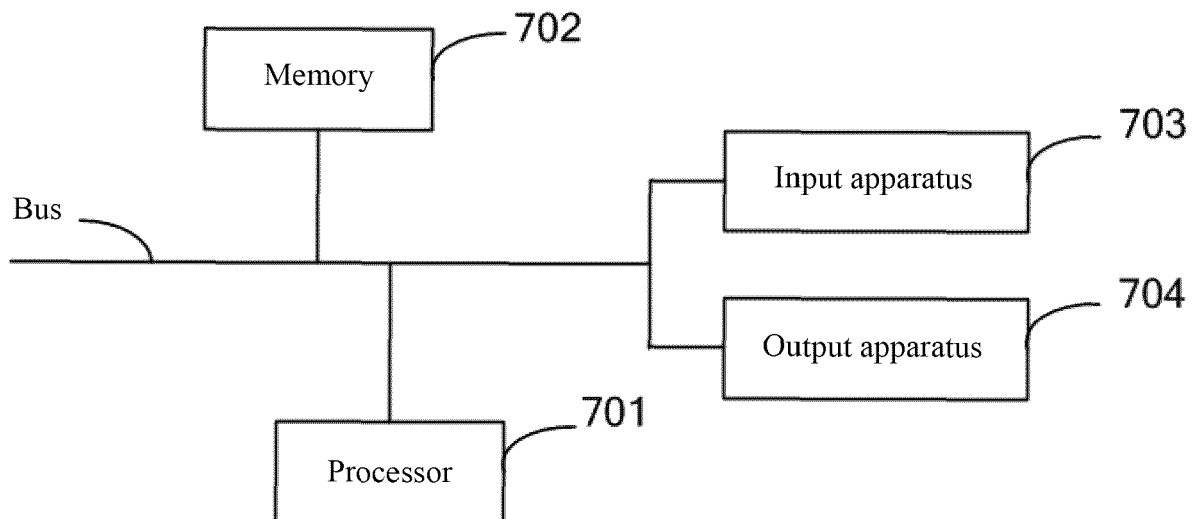 702
Memory
703
Input apparatus
Bus
704
Output apparatus
701
Processor